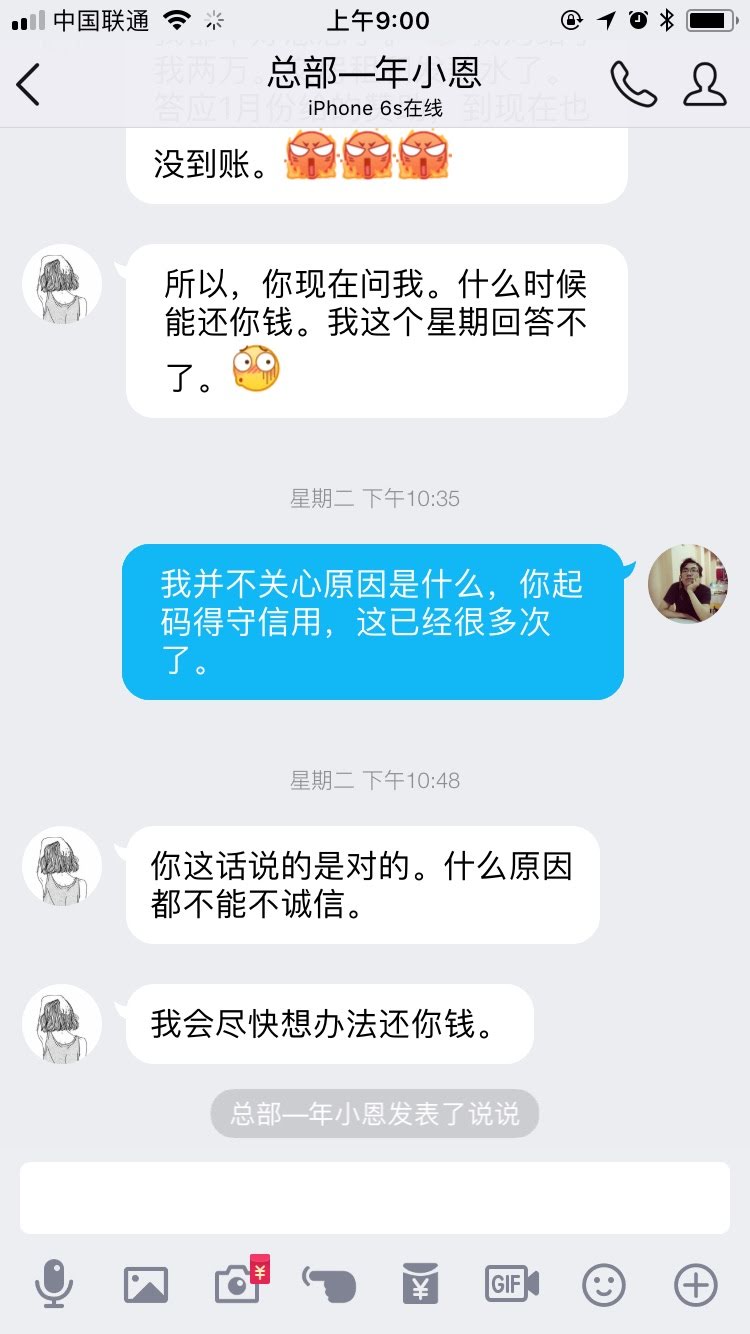 中国联通
上午9:00
总部—年小恩
iPhone 6s在线
我两万。
水了。
答应1月份给
到现在也
没到账。
所以，你现在问我。什么时候
能还你钱。我这个星期回答不
了。
星期二 下午10:35
我并不关心原因是什么，你起
码得守信用，这已经很多次
了。
星期二 下午10:48
你这话说的是对的。什么原因
都不能不诚信。
我会尽快想办法还你钱。
总部—年小恩发表了说说
¥
¥
GIF